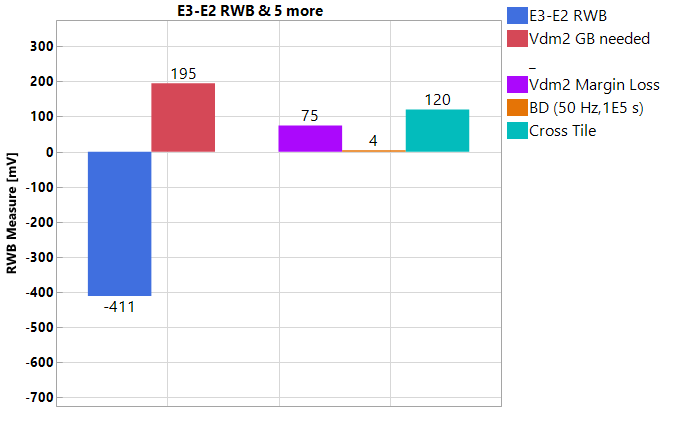 E3-E2 RWB & 5 more
E3-E2 RWB
Vdm2 GB needed
_
Vdm2 Margin Loss
BD (50 Hz,1E5 s)
Cross Tile
RWB Measure [mV]
300
200
100
0
-100
-200
-300
-400
-500
-600
-700
-411
195
75
4
120